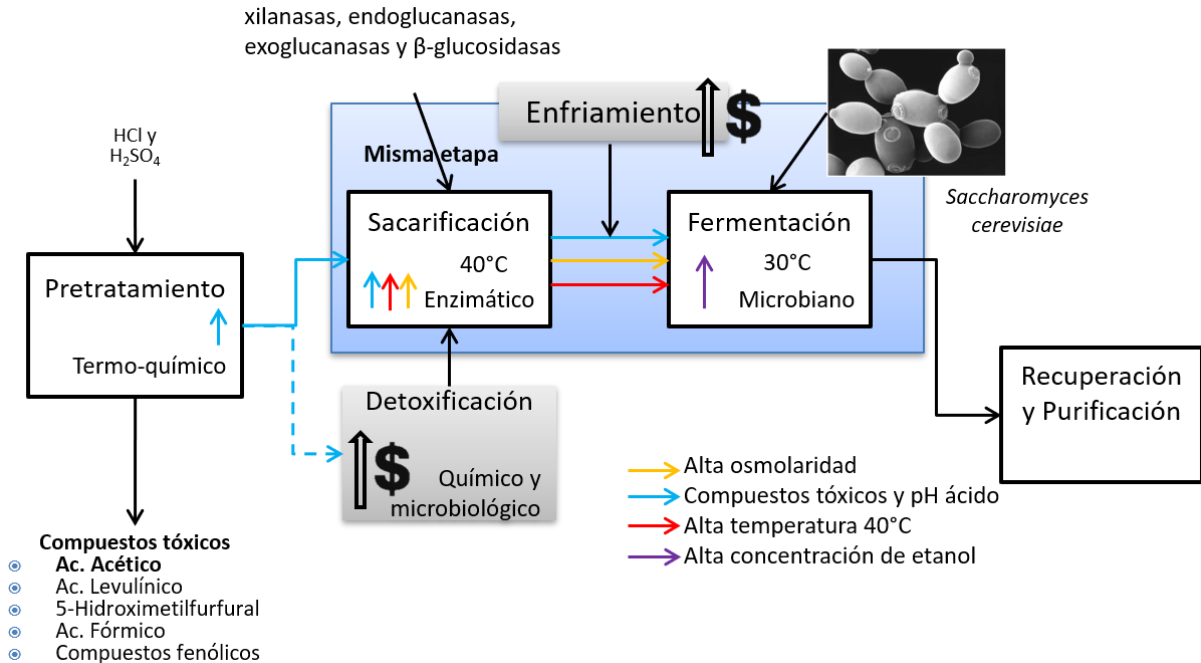 xilanasas, endoglucanasas,
exoglucanasas y β-glucosidasas
Enfriamiento
$
HCl y
H₂SO₄
Misma etapa
Saccharomyces
cerevisiae
Sacarificación
40°C
Enzimático
Fermentación
30°C
Microbiano
Pretratamiento
Termo-químico
Detoxificación
$
Químico y
microbiológico
Recuperación
y Purificación
Alta osmolaridad
Compuestos tóxicos y pH ácido
Alta temperatura 40°C
Alta concentración de etanol
Compuestos tóxicos
Ac. Acético
Ac. Levulínico
5-Hidroximetilfurfural
Ac. Fórmico
Compuestos fenólicos